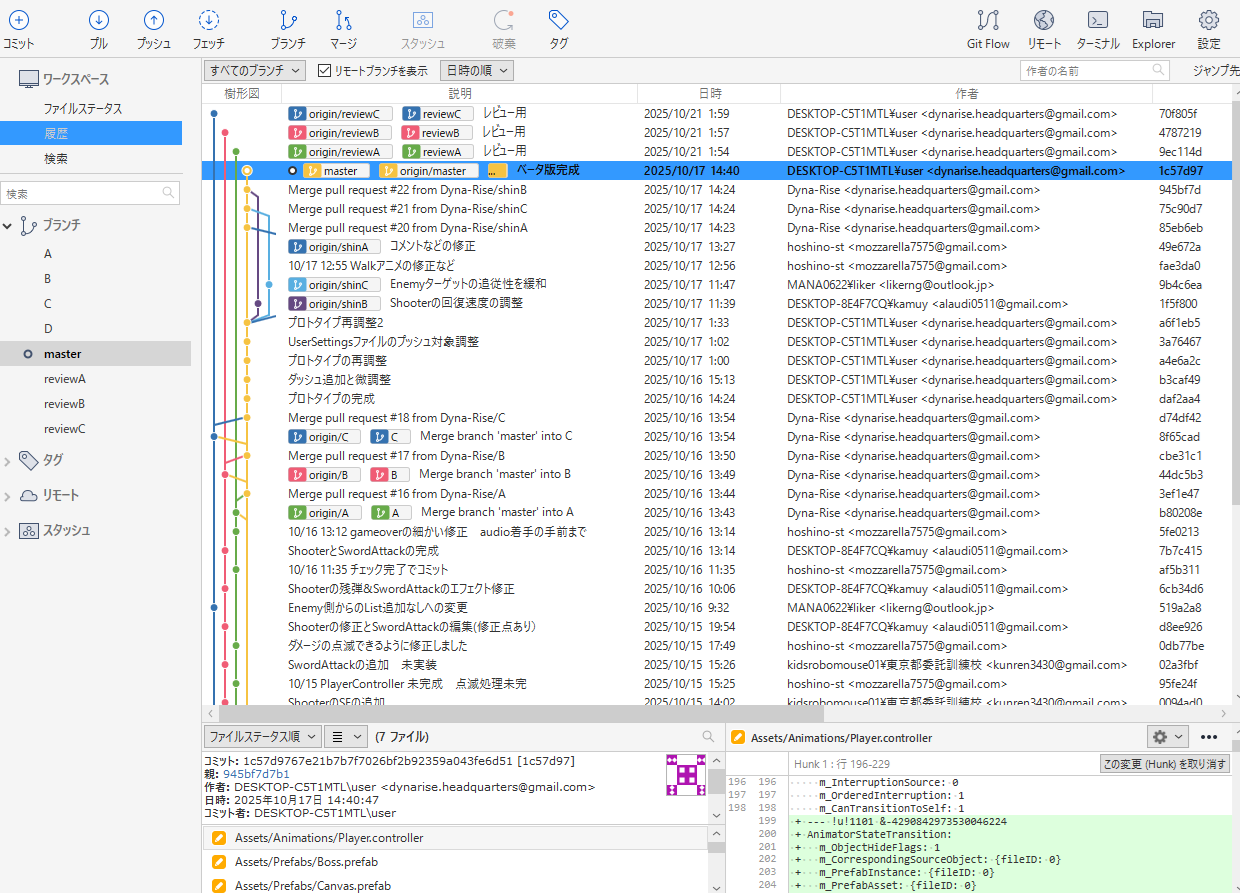 コミット プル プッシュ フェッチ ブランチ マージ スタッシュ 破棄 タグ Git Flow リモート ターミナル Explorer 設定
ワークスペース
ファイルステータス
履歴
検索
検索
ブランチ
A
B
C
D
master
reviewA
reviewB
reviewC
タグ
リモート
スタッシュ
すべてのブランチ リモートブランチを表示 日時の順 作者の名前 ジャンプ先
樹形図 説明 日時 作者
origin/reviewC reviewC レビュー用 2025/10/21 1:59 DESKTOP-C5T1MTL¥user <dynarise.headquarters@gmail.com> 70f805f
origin/reviewB reviewB レビュー用 2025/10/21 1:57 DESKTOP-C5T1MTL¥user <dynarise.headquarters@gmail.com> 4787219
origin/reviewA reviewA レビュー用 2025/10/21 1:54 DESKTOP-C5T1MTL¥user <dynarise.headquarters@gmail.com> 9ec114d
master origin/master ... ベータ版完成 2025/10/17 14:40 DESKTOP-C5T1MTL¥user <dynarise.headquarters@gmail.com> 1c57d97
Merge pull request #22 from Dyna-Rise/shinB 2025/10/17 14:24 Dyna-Rise <dynarise.headquarters@gmail.com> 945bf7d
Merge pull request #21 from Dyna-Rise/shinC 2025/10/17 14:24 Dyna-Rise <dynarise.headquarters@gmail.com> 75c90d7
Merge pull request #20 from Dyna-Rise/shinA 2025/10/17 14:23 Dyna-Rise <dynarise.headquarters@gmail.com> 85eb6eb
origin/shinA コメントなどの修正 2025/10/17 13:27 hoshino-st <mozzarella7575@gmail.com> 49e672a
10/17 12:55 Walkアニメの修正など 2025/10/17 12:56 hoshino-st <mozzarella7575@gmail.com> fae3da0
origin/shinC Enemyターゲットの追従性を緩和 2025/10/17 11:47 MANA0622¥liker <likerng@outlook.jp> 9b4c6ea
origin/shinB Shooterの回復速度の調整 2025/10/17 11:39 DESKTOP-8E4F7CQ¥kamuy <alaudi0511@gmail.com> 1f5f800
プロトタイプ再調整2 2025/10/17 1:33 DESKTOP-C5T1MTL¥user <dynarise.headquarters@gmail.com> a6f1eb5
UserSettingsファイルのプッシュ対象調整 2025/10/17 1:02 DESKTOP-C5T1MTL¥user <dynarise.headquarters@gmail.com> 3a76467
プロトタイプの再調整 2025/10/17 1:00 DESKTOP-C5T1MTL¥user <dynarise.headquarters@gmail.com> a4e6a2c
ダッシュ追加と微調整 2025/10/16 15:13 DESKTOP-C5T1MTL¥user <dynarise.headquarters@gmail.com> b3caf49
プロトタイプの完成 2025/10/16 14:24 DESKTOP-C5T1MTL¥user <dynarise.headquarters@gmail.com> daf2aa4
Merge pull request #18 from Dyna-Rise/C 2025/10/16 13:54 Dyna-Rise <dynarise.headquarters@gmail.com> d74df42
origin/C C Merge branch 'master' into C 2025/10/16 13:54 Dyna-Rise <dynarise.headquarters@gmail.com> 8f65cad
Merge pull request #17 from Dyna-Rise/B 2025/10/16 13:50 Dyna-Rise <dynarise.headquarters@gmail.com> cbe31c1
origin/B B Merge branch 'master' into B 2025/10/16 13:49 Dyna-Rise <dynarise.headquarters@gmail.com> 44dc5b3
Merge pull request #16 from Dyna-Rise/A 2025/10/16 13:44 Dyna-Rise <dynarise.headquarters@gmail.com> 3ef1e47
origin/A A Merge branch 'master' into A 2025/10/16 13:43 Dyna-Rise <dynarise.headquarters@gmail.com> b80208e
10/16 13:12 gameoverの細かい修正 audio着手の手前まで 2025/10/16 13:14 hoshino-st <mozzarella7575@gmail.com> 5fe0213
ShooterとSwordAttackの完成 2025/10/16 13:14 DESKTOP-8E4F7CQ¥kamuy <alaudi0511@gmail.com> 7b7c415
10/16 11:35 チェック完了でコミット 2025/10/16 11:35 hoshino-st <mozzarella7575@gmail.com> af5b311
Shooterの残弾&SwordAttackのエフェクト修正 2025/10/16 10:06 DESKTOP-8E4F7CQ¥kamuy <alaudi0511@gmail.com> 6cb34d6
Enemy側からのList追加なしへの変更 2025/10/16 9:32 MANA0622¥liker <likerng@outlook.jp> 519a2a8
Shooterの修正とSwordAttackの編集(修正点あり) 2025/10/15 19:54 DESKTOP-8E4F7CQ¥kamuy <alaudi0511@gmail.com> d8ee926
ダメージの点滅できるように修正しました 2025/10/15 17:49 hoshino-st <mozzarella7575@gmail.com> 0db77be
SwordAttackの追加 未実装 2025/10/15 15:26 kidsrobomouse01¥東京都委託訓練校 <kunren3430@gmail.com> 02a3fbf
10/15 PlayerController 未完成 点滅処理未完 2025/10/15 15:25 hoshino-st <mozzarella7575@gmail.com> 95fe24f
ShooterのSEの追加 2025/10/15 14:02 kidsrobomouse01¥東京都委託訓練校 <kunren3430@gmail.com> 0094ad0
ファイルステータス順 (7 ファイル)
コミット: 1c57d9767e21b7b7f7026bf2b92359a043fe6d51 [1c57d97]
親: 945bf7d7b1
作者: DESKTOP-C5T1MTL\user <dynarise.headquarters@gmail.com>
日時: 2025年10月17日 14:40:47
コミット者: DESKTOP-C5T1MTL\user
Assets/Animations/Player.controller
Assets/Prefabs/Boss.prefab
Assets/Prefabs/Canvas.prefab
Assets/Animations/Player.controller
Hunk 1 : 行 196-229 この変更 (Hunk) を取り消す
196 196 m_InterruptionSource: 0
197 197 m_OrderedInterruption: 1
198 198 m_CanTransitionToSelf: 1
199 + --- !u!1101 &-4290842973530046224
200 + AnimatorStateTransition:
201 + m_ObjectHideFlags: 1
202 + m_CorrespondingSourceObject: {fileID: 0}
203 + m_PrefabInstance: {fileID: 0}
204 + m_PrefabAsset: {fileID: 0}